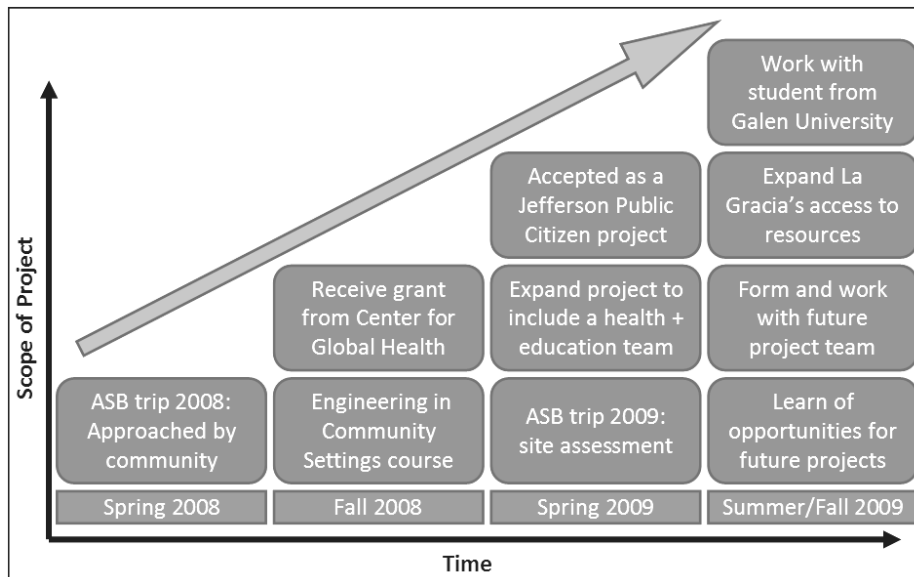 Scope of Project
Work with
student from
Galen University
Accepted as a
Jefferson Public
Citizen project
Expand La
Gracia's access to
resources
Receive grant
from Center for
Global Health
Expand project to
include a health +
education team
Form and work
with future
project team
ASB trip 2008:
Approached by
community
Engineering in
Community
Settings course
ASB trip 2009:
site assessment
Learn of
opportunities for
future projects
Spring 2008
Fall 2008
Spring 2009
Summer/Fall 2009
Time